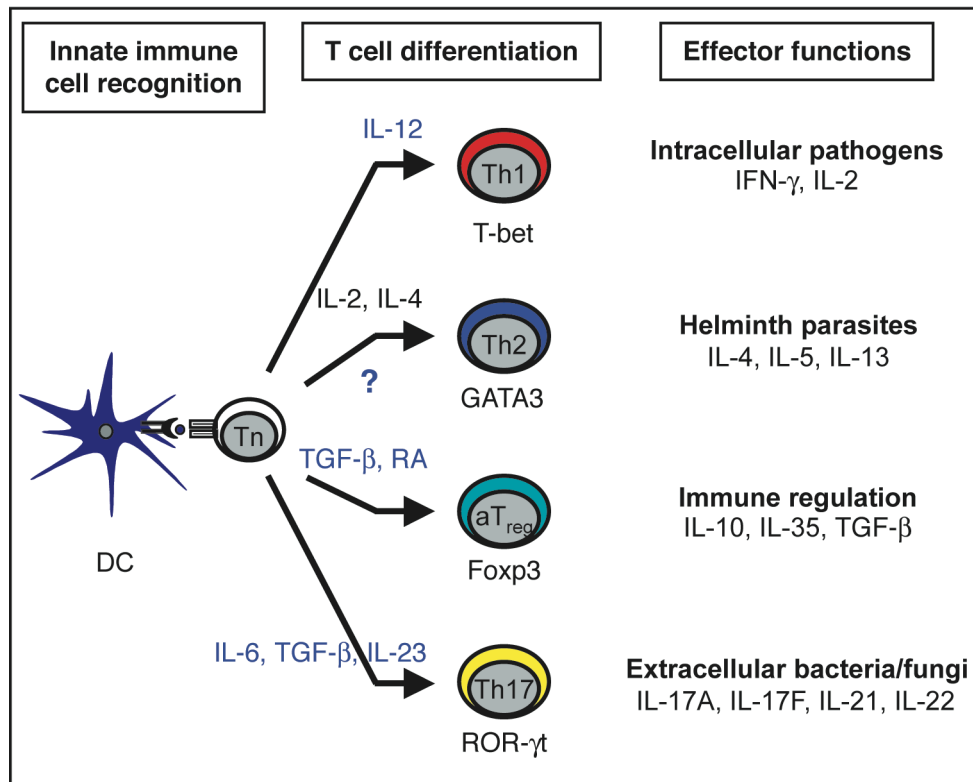 Innate immune
cell recognition
T cell differentiation
Effector functions
IL-12
Th1
T-bet
Intracellular pathogens
IFN-γ, IL-2
IL-2, IL-4
?
Th2
GATA3
Helminth parasites
IL-4, IL-5, IL-13
DC
Tn
TGF-β, RA
aTreg
Foxp3
Immune regulation
IL-10, IL-35, TGF-β
IL-6, TGF-β, IL-23
Th17
ROR-γt
Extracellular bacteria/fungi
IL-17A, IL-17F, IL-21, IL-22